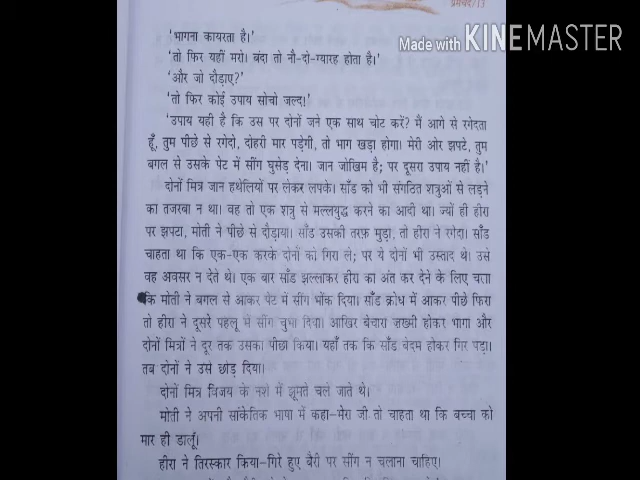 प्रेमचंद/13
Made with KINEMASTER
'भागना कायरता है।'
'तो फिर यहीं मरो। बंदा तो नौ-दो-ग्यारह होता है।'
'और जो दौड़ाए?'
'तो फिर कोई उपाय सोचो जल्द!'
'उपाय यही है कि उस पर दोनों जने एक साथ चोट करें? मैं आगे से रगेदता
हूँ, तुम पीछे से रगेदो, दोहरी मार पड़ेगी, तो भाग खड़ा होगा। मेरी ओर झपटे, तुम
बगल से उसके पेट में सींग घुसेड़ देना। जान जोखिम है; पर दूसरा उपाय नहीं है।'
दोनों मित्र जान हथेलियों पर लेकर लपके। साँड को भी संगठित शत्रुओं से लड़ने
का तजरबा न था। वह तो एक शत्रु से मल्लयुद्ध करने का आदी था। ज्यों ही हीरा
पर झपटा, मोती ने पीछे से दौड़ाया। साँड उसकी तरफ़ मुड़ा, तो हीरा ने रगेदा। साँड
चाहता था कि एक-एक करके दोनों को गिरा ले; पर ये दोनों भी उस्ताद थे। उसे
वह अवसर न देते थे। एक बार साँड झल्लाकर हीरा का अंत कर देने के लिए चला
कि मोती ने बगल से आकर पेट में सींग भोंक दिया। साँड क्रोध में आकर पीछे फिरा
तो हीरा ने दूसरे पहलू में सींग चुभा दिया। आखिर बेचारा ज़ख्मी होकर भागा और
दोनों मित्रों ने दूर तक उसका पीछा किया। यहाँ तक कि साँड बेदम होकर गिर पड़ा।
तब दोनों ने उसे छोड़ दिया।
दोनों मित्र विजय के नशे में झूमते चले जाते थे।
मोती ने अपनी सांकेतिक भाषा में कहा-मेरा जी तो चाहता था कि बच्चा को
मार ही डालूँ।
हीरा ने तिरस्कार किया-गिरे हुए बैरी पर सींग न चलाना चाहिए।